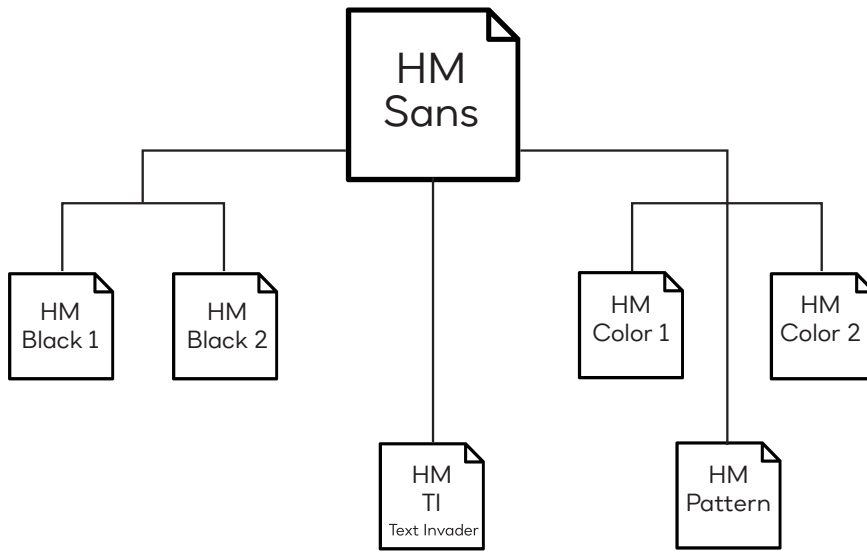 HM
Sans
HM
Black 1
HM
Black 2
HM
Color 1
HM
Color 2
HM
TI
Text Invader
HM
Pattern